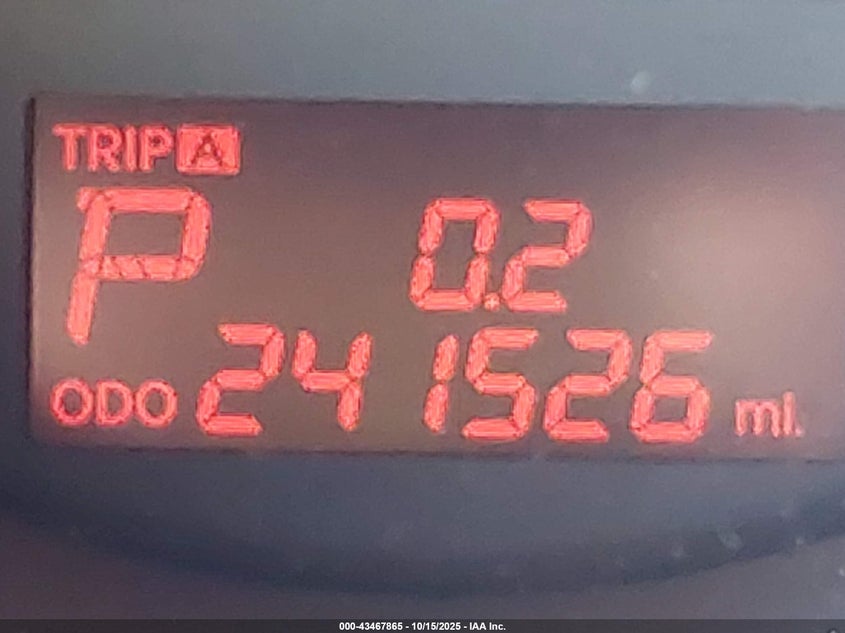 TRIP A
P 0.2
ODO 241526 mi.
000-43467865 - 10/15/2025 - IAA Inc.